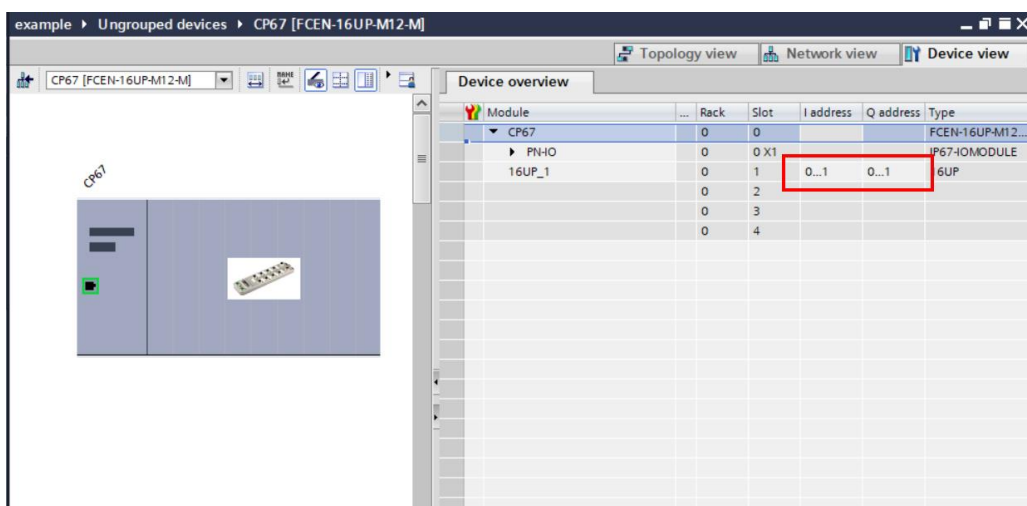 example ▸ Ungrouped devices ▸ CP67 [FCEN-16UP-M12-M]
Topology view Network view Device view
CP67 [FCEN-16UP-M12-M]
CP67
Device overview
Module ... Rack Slot I address Q address Type
CP67 0 0 FCEN-16UP-M12...
PN-IO 0 0 X1 IP67-IOMODULE
16UP_1 0 1 0...1 0...1 16UP
0 2
0 3
0 4